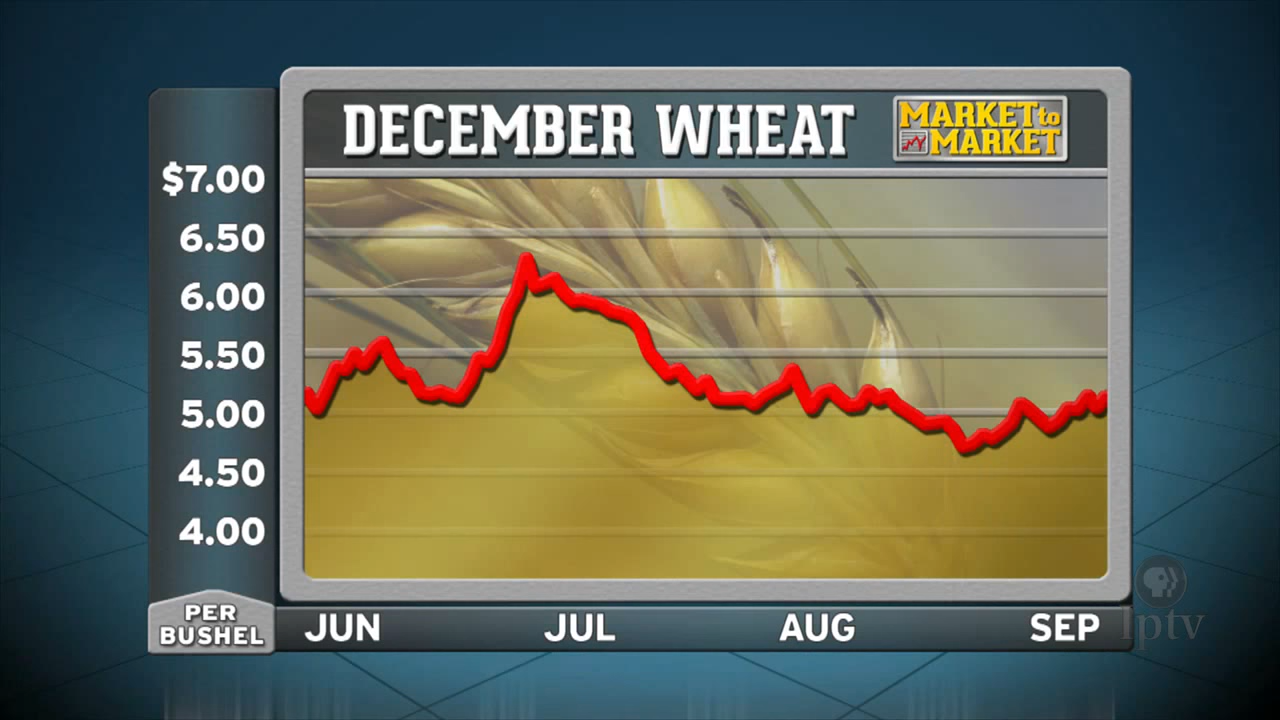 DECEMBER WHEAT
MARKET to
MARKET
$7.00
6.50
6.00
5.50
5.00
4.50
4.00
PER
BUSHEL
JUN JUL AUG SEP
Iptv